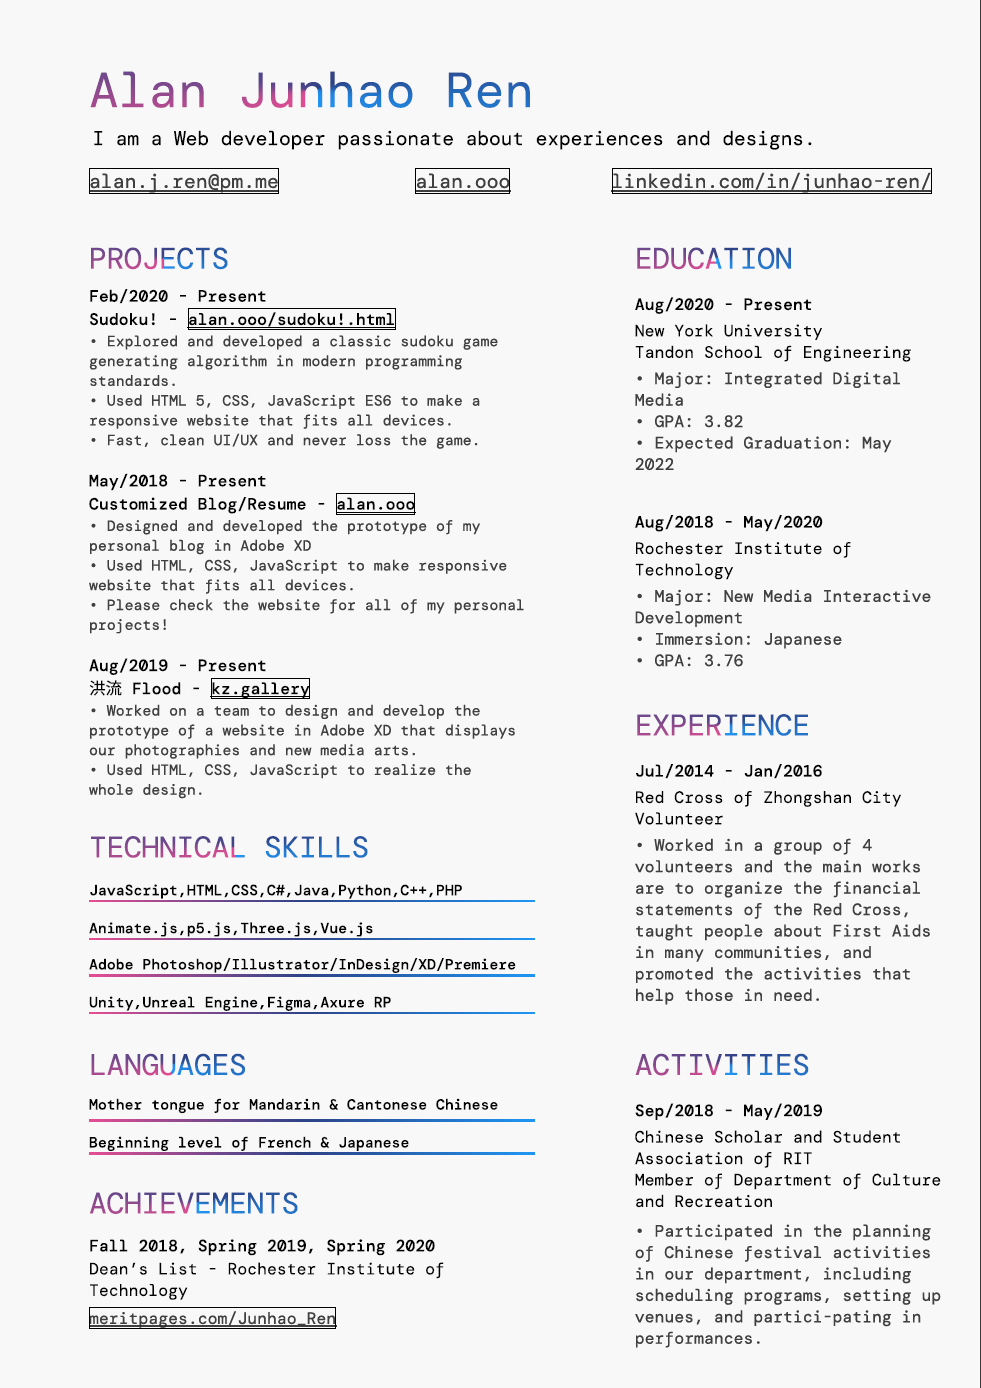 Alan Junhao Ren
I am a Web developer passionate about experiences and designs.
alan.j.ren@pm.me
alan.ooo
linkedin.com/in/junhao-ren/
PROJECTS
Feb/2020 - Present
Sudoku! - alan.ooo/sudoku!.html
• Explored and developed a classic sudoku game
generating algorithm in modern programming
standards.
• Used HTML 5, CSS, JavaScript ES6 to make a
responsive website that fits all devices.
• Fast, clean UI/UX and never loss the game.
May/2018 - Present
Customized Blog/Resume - alan.ooo
• Designed and developed the prototype of my
personal blog in Adobe XD
• Used HTML, CSS, JavaScript to make responsive
website that fits all devices.
• Please check the website for all of my personal
projects!
Aug/2019 - Present
洪流 Flood - kz.gallery
• Worked on a team to design and develop the
prototype of a website in Adobe XD that displays
our photographies and new media arts.
• Used HTML, CSS, JavaScript to realize the
whole design.
TECHNICAL SKILLS
JavaScript,HTML,CSS,C#,Java,Python,C++,PHP
Animate.js,p5.js,Three.js,Vue.js
Adobe Photoshop/Illustrator/InDesign/XD/Premiere
Unity,Unreal Engine,Figma,Axure RP
LANGUAGES
Mother tongue for Mandarin & Cantonese Chinese
Beginning level of French & Japanese
ACHIEVEMENTS
Fall 2018, Spring 2019, Spring 2020
Dean's List - Rochester Institute of
Technology
meritpages.com/Junhao_Ren
EDUCATION
Aug/2020 - Present
New York University
Tandon School of Engineering
• Major: Integrated Digital
Media
• GPA: 3.82
• Expected Graduation: May
2022
Aug/2018 - May/2020
Rochester Institute of
Technology
• Major: New Media Interactive
Development
• Immersion: Japanese
• GPA: 3.76
EXPERIENCE
Jul/2014 - Jan/2016
Red Cross of Zhongshan City
Volunteer
• Worked in a group of 4
volunteers and the main works
are to organize the financial
statements of the Red Cross,
taught people about First Aids
in many communities, and
promoted the activities that
help those in need.
ACTIVITIES
Sep/2018 - May/2019
Chinese Scholar and Student
Association of RIT
Member of Department of Culture
and Recreation
• Participated in the planning
of Chinese festival activities
in our department, including
scheduling programs, setting up
venues, and partici-pating in
performances.